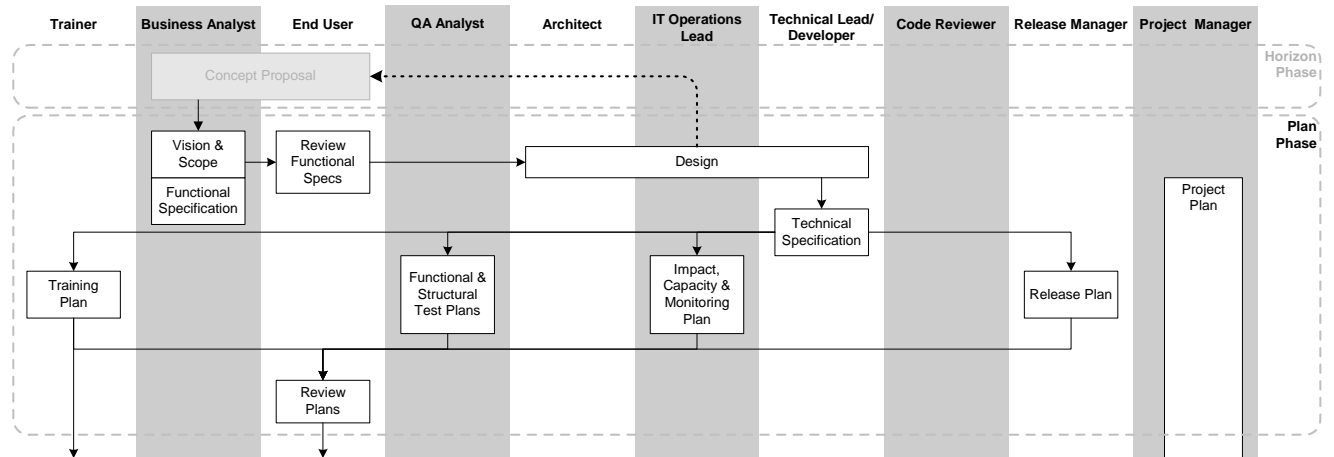 Trainer
Business Analyst
End User
QA Analyst
Architect
IT Operations
Lead
Technical Lead/
Developer
Code Reviewer
Release Manager
Project Manager
Horizon
Phase
Concept Proposal
Plan
Phase
Vision &
Scope
Review
Functional
Specs
Design
Functional
Specification
Project
Plan
Technical
Specification
Training
Plan
Functional &
Structural
Test Plans
Impact,
Capacity &
Monitoring
Plan
Release Plan
Review
Plans